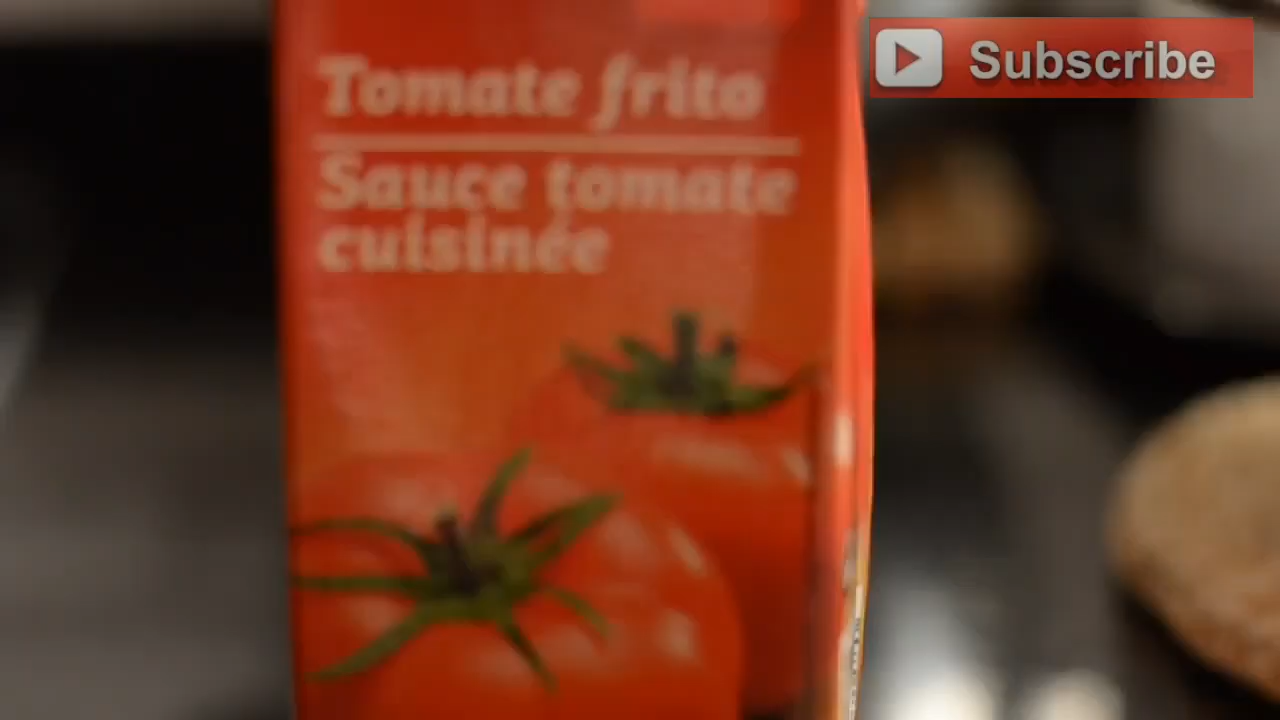 Subscribe
Tomate frito
Sauce tomate
cuisinée